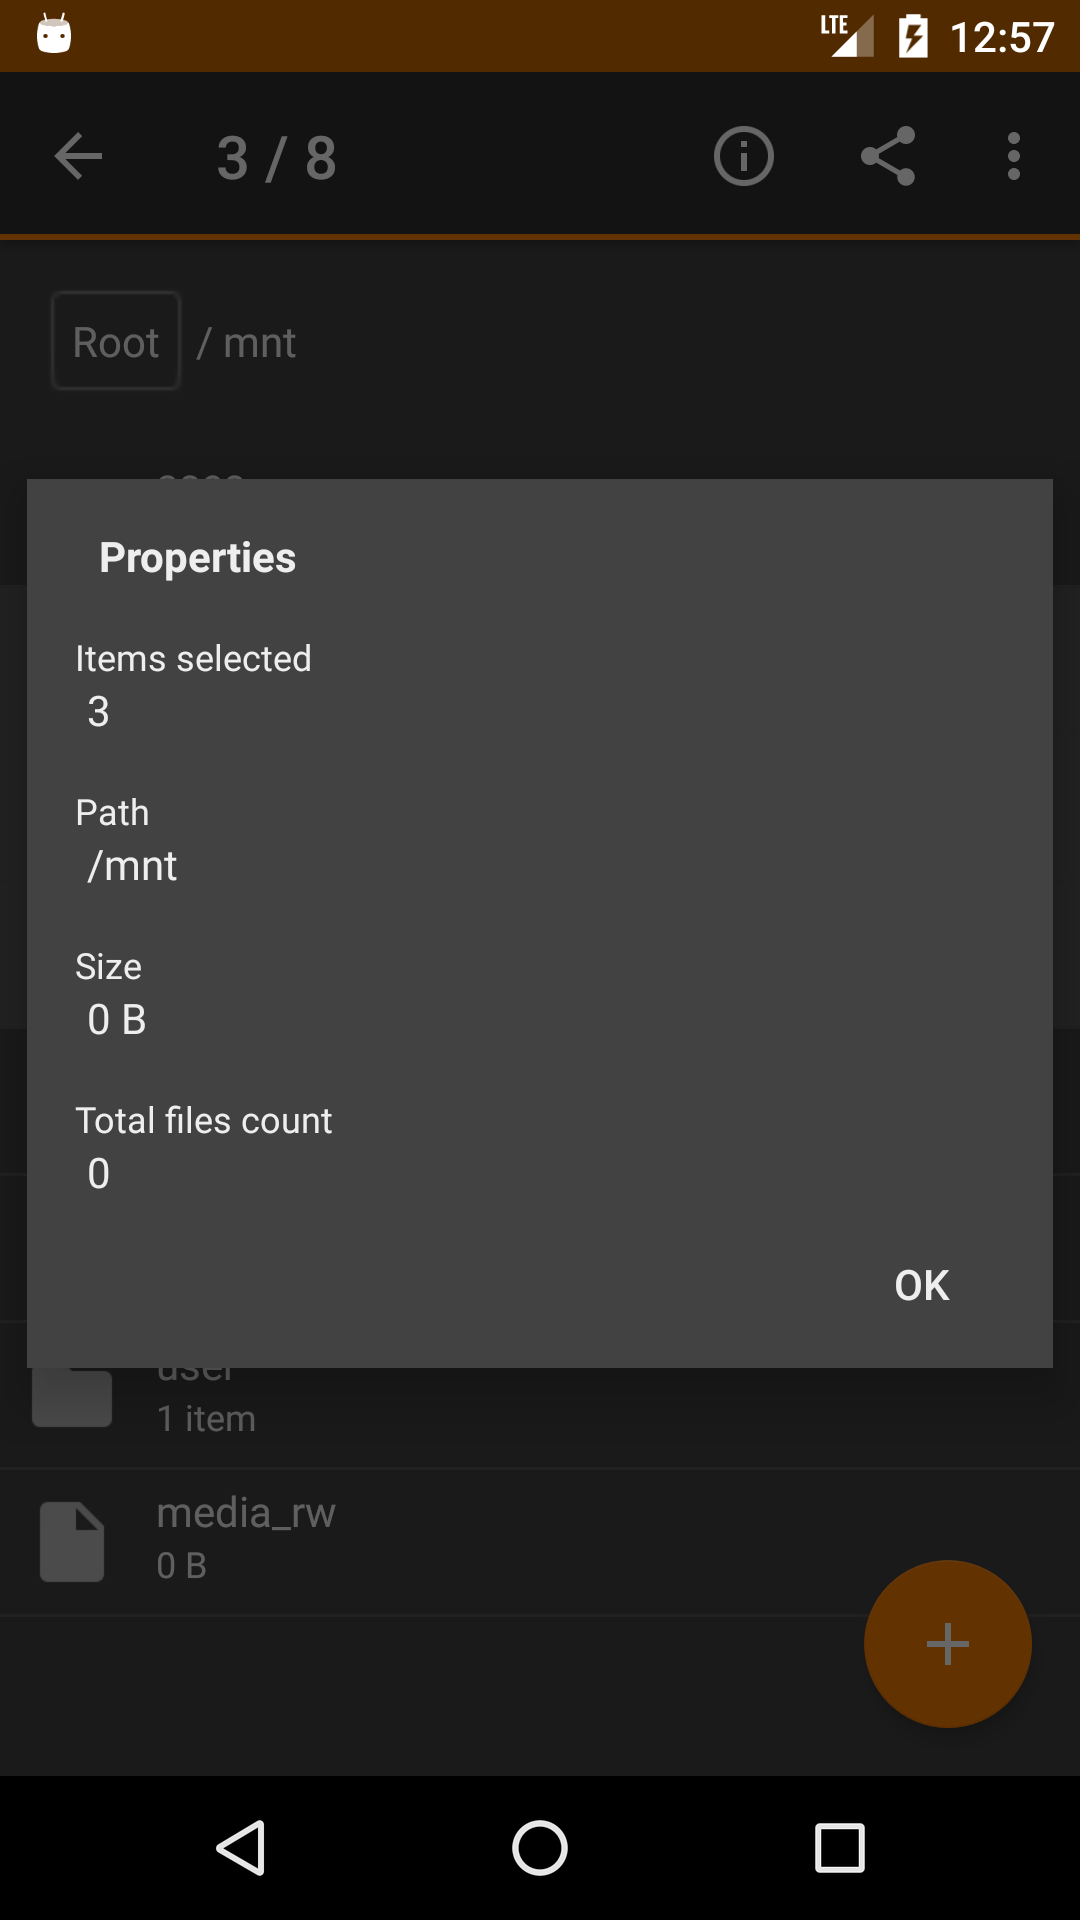 LTE 12:57
3 / 8
Root / mnt
Properties
Items selected
3
Path
/mnt
Size
0 B
Total files count
0
OK
user
1 item
media_rw
0 B